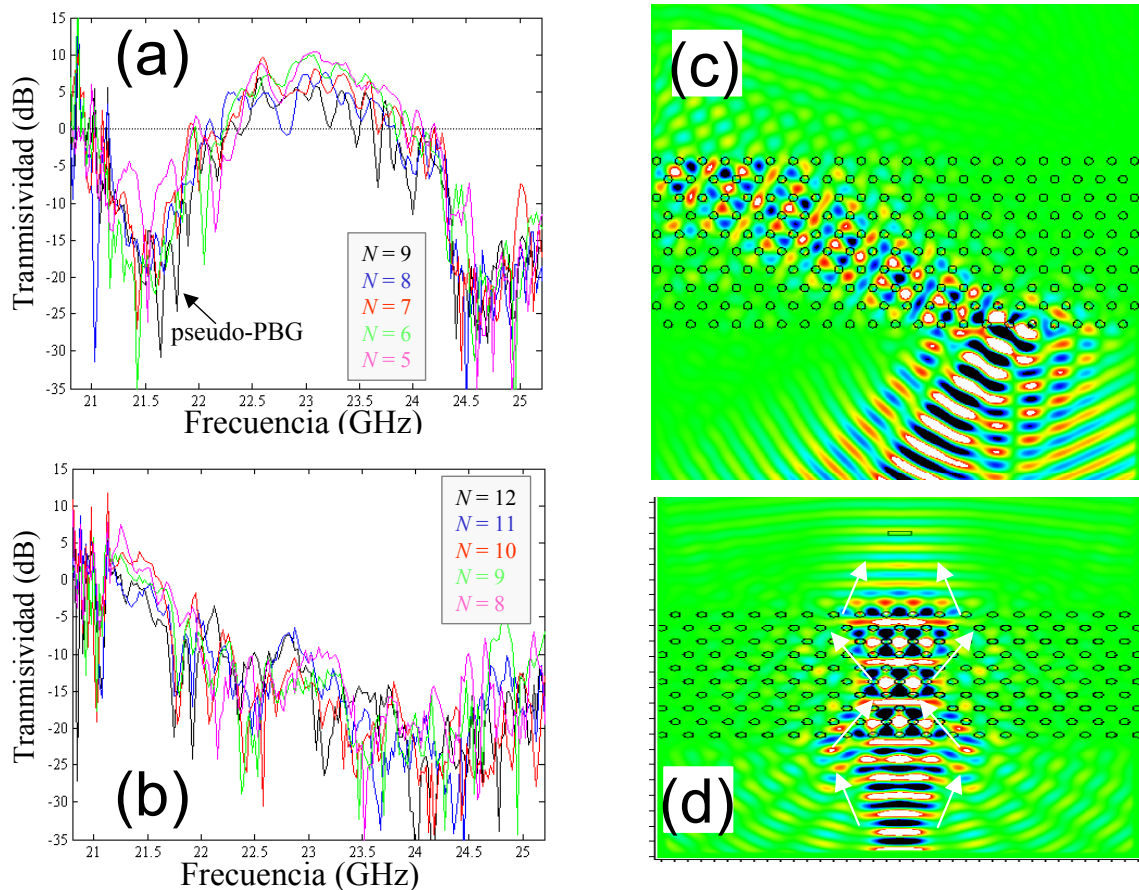 (a)
Tranmisividad (dB)
15
10
5
0
-5
-10
-15
-20
-25
-30
-35
pseudo-PBG
N = 9
N = 8
N = 7
N = 6
N = 5
21 21.5 22 22.5 23 23.5 24 24.5 25
Frecuencia (GHz)
(b)
Tranmisividad (dB)
15
10
5
0
-5
-10
-15
-20
-25
-30
-35
N = 12
N = 11
N = 10
N = 9
N = 8
21 21.5 22 22.5 23 23.5 24 24.5 25
Frecuencia (GHz)
(c)
(d)